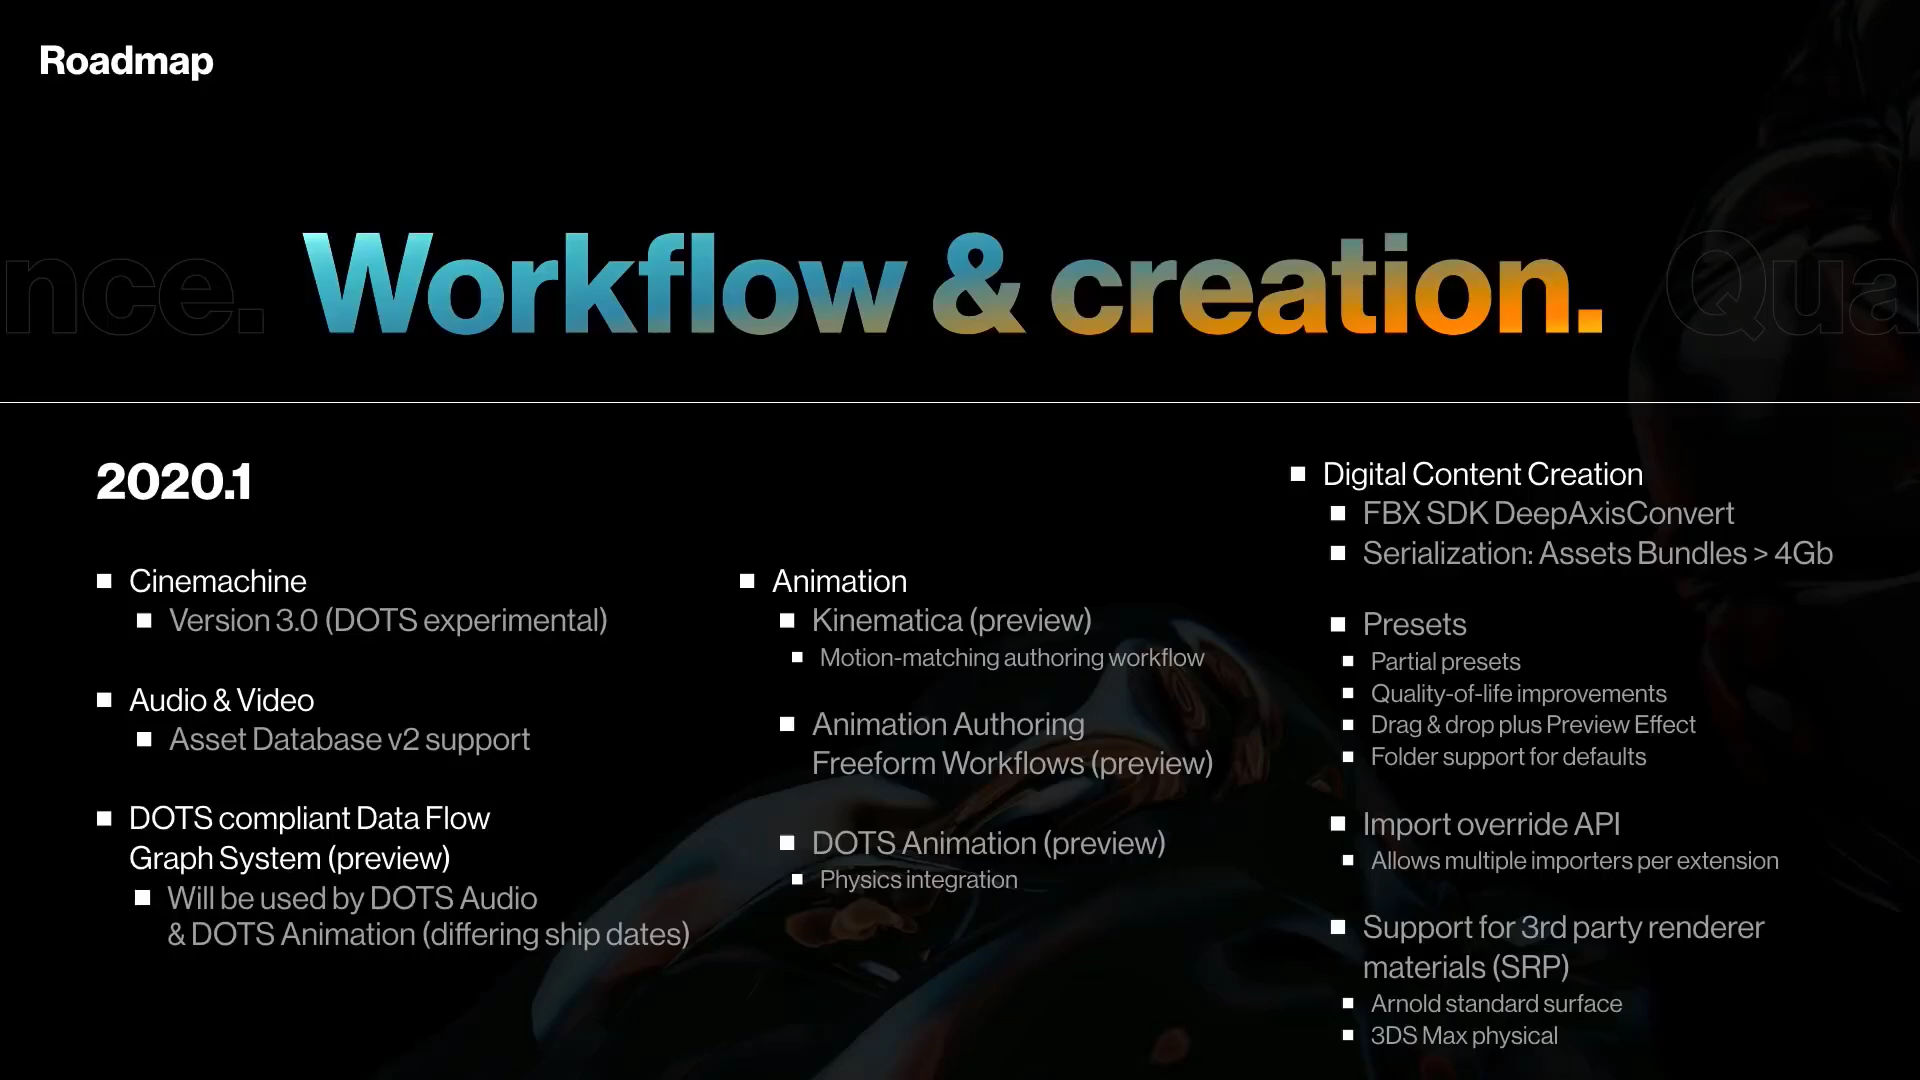 Roadmap
nce. Workflow & creation. Qua
2020.1
Cinemachine
Version 3.0 (DOTS experimental)
Audio & Video
Asset Database v2 support
DOTS compliant Data Flow
Graph System (preview)
Will be used by DOTS Audio
& DOTS Animation (differing ship dates)
Animation
Kinematica (preview)
Motion-matching authoring workflow
Animation Authoring
Freeform Workflows (preview)
DOTS Animation (preview)
Physics integration
Digital Content Creation
FBX SDK DeepAxisConvert
Serialization: Assets Bundles > 4Gb
Presets
Partial presets
Quality-of-life improvements
Drag & drop plus Preview Effect
Folder support for defaults
Import override API
Allows multiple importers per extension
Support for 3rd party renderer
materials (SRP)
Arnold standard surface
3DS Max physical